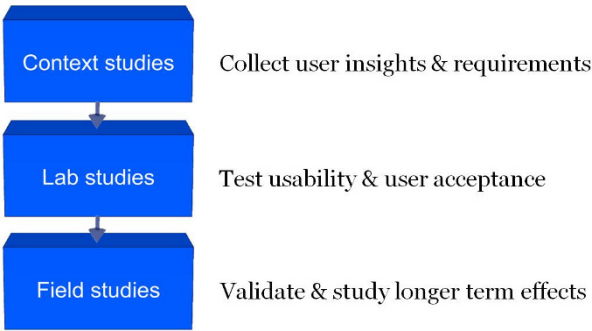 Context studies
Collect user insights & requirements
Lab studies
Test usability & user acceptance
Field studies
Validate & study longer term effects